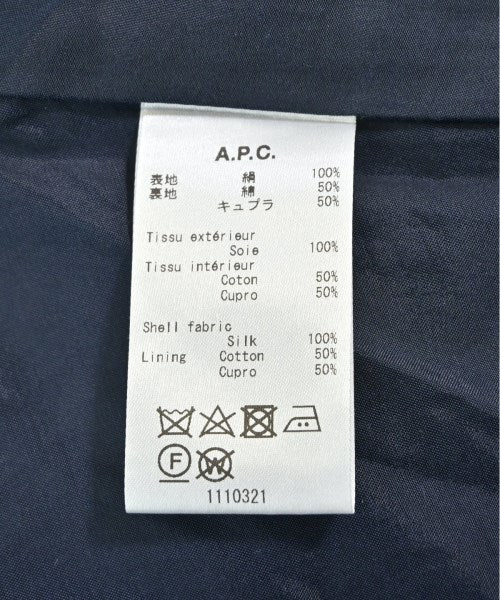 A.P.C.
表地 絹 100%
裏地 綿 50%
キュプラ 50%
Tissu extérieur
Soie 100%
Tissu intérieur
Coton 50%
Cupro 50%
Shell fabric
Silk 100%
Lining Cotton 50%
Cupro 50%
F W
1110321